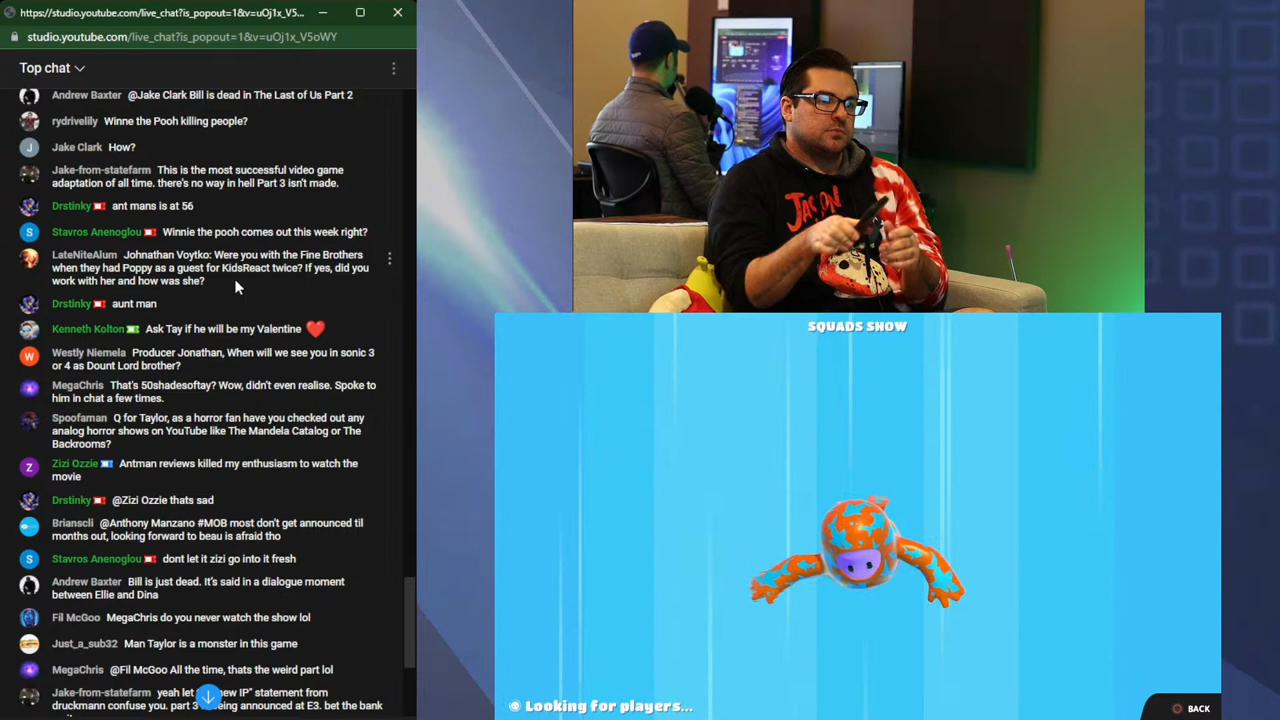 https://studio.youtube.com/live_chat?is_popout=1&v=uOj1x_V5...
studio.youtube.com/live_chat?is_popout=1&v=uOj1x_V5oWY
Top chat
Andrew Baxter @Jake Clark Bill is dead in The Last of Us Part 2
rydrivelily Winne the Pooh killing people?
J Jake Clark How?
Jake-from-statefarm This is the most successful video game
adaptation of all time. there's no way in hell Part 3 isn't made.
Drstinky ant mans is at 56
S Stavros Anenoglou Winnie the pooh comes out this week right?
LateNiteAlum Johnathan Voytko: Were you with the Fine Brothers
when they had Poppy as a guest for KidsReact twice? If yes, did you
work with her and how was she?
Drstinky aunt man
Kenneth Kolton Ask Tay if he will be my Valentine ❤️
W Westly Niemela Producer Jonathan, When will we see you in sonic 3
or 4 as Dount Lord brother?
MegaChris That's 50shadesoftay? Wow, didn't even realise. Spoke to
him in chat a few times.
Spoofaman Q for Taylor, as a horror fan have you checked out any
analog horror shows on YouTube like The Mandela Catalog or The
Backrooms?
Z Zizi Ozzie Antman reviews killed my enthusiasm to watch the
movie
Drstinky @Zizi Ozzie thats sad
Brianscli @Anthony Manzano #MOB most don't get announced til
months out, looking forward to beau is afraid tho
S Stavros Anenoglou dont let it zizi go into it fresh
Andrew Baxter Bill is just dead. It's said in a dialogue moment
between Ellie and Dina
Fil McGoo MegaChris do you never watch the show lol
Just_a_sub32 Man Taylor is a monster in this game
MegaChris @Fil McGoo All the time, thats the weird part lol
Jake-from-statefarm yeah let new IP" statement from
druckmann confuse you. part 3 being announced at E3. bet the bank
JASON
SQUADS SHOW
Looking for players...
BACK